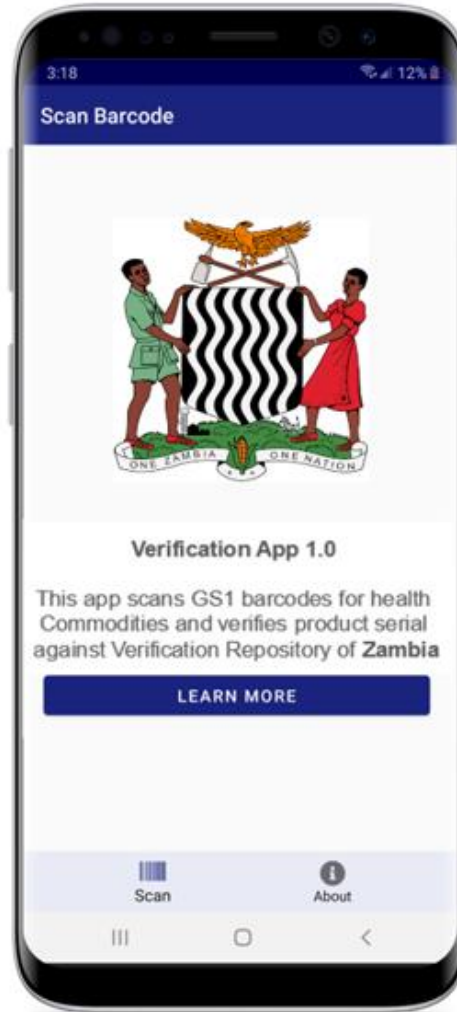 3:18
12%
Scan Barcode
ONE ZAMBIA ONE NATION
Verification App 1.0
This app scans GS1 barcodes for health
Commodities and verifies product serial
against Verification Repository of Zambia
LEARN MORE
Scan
About